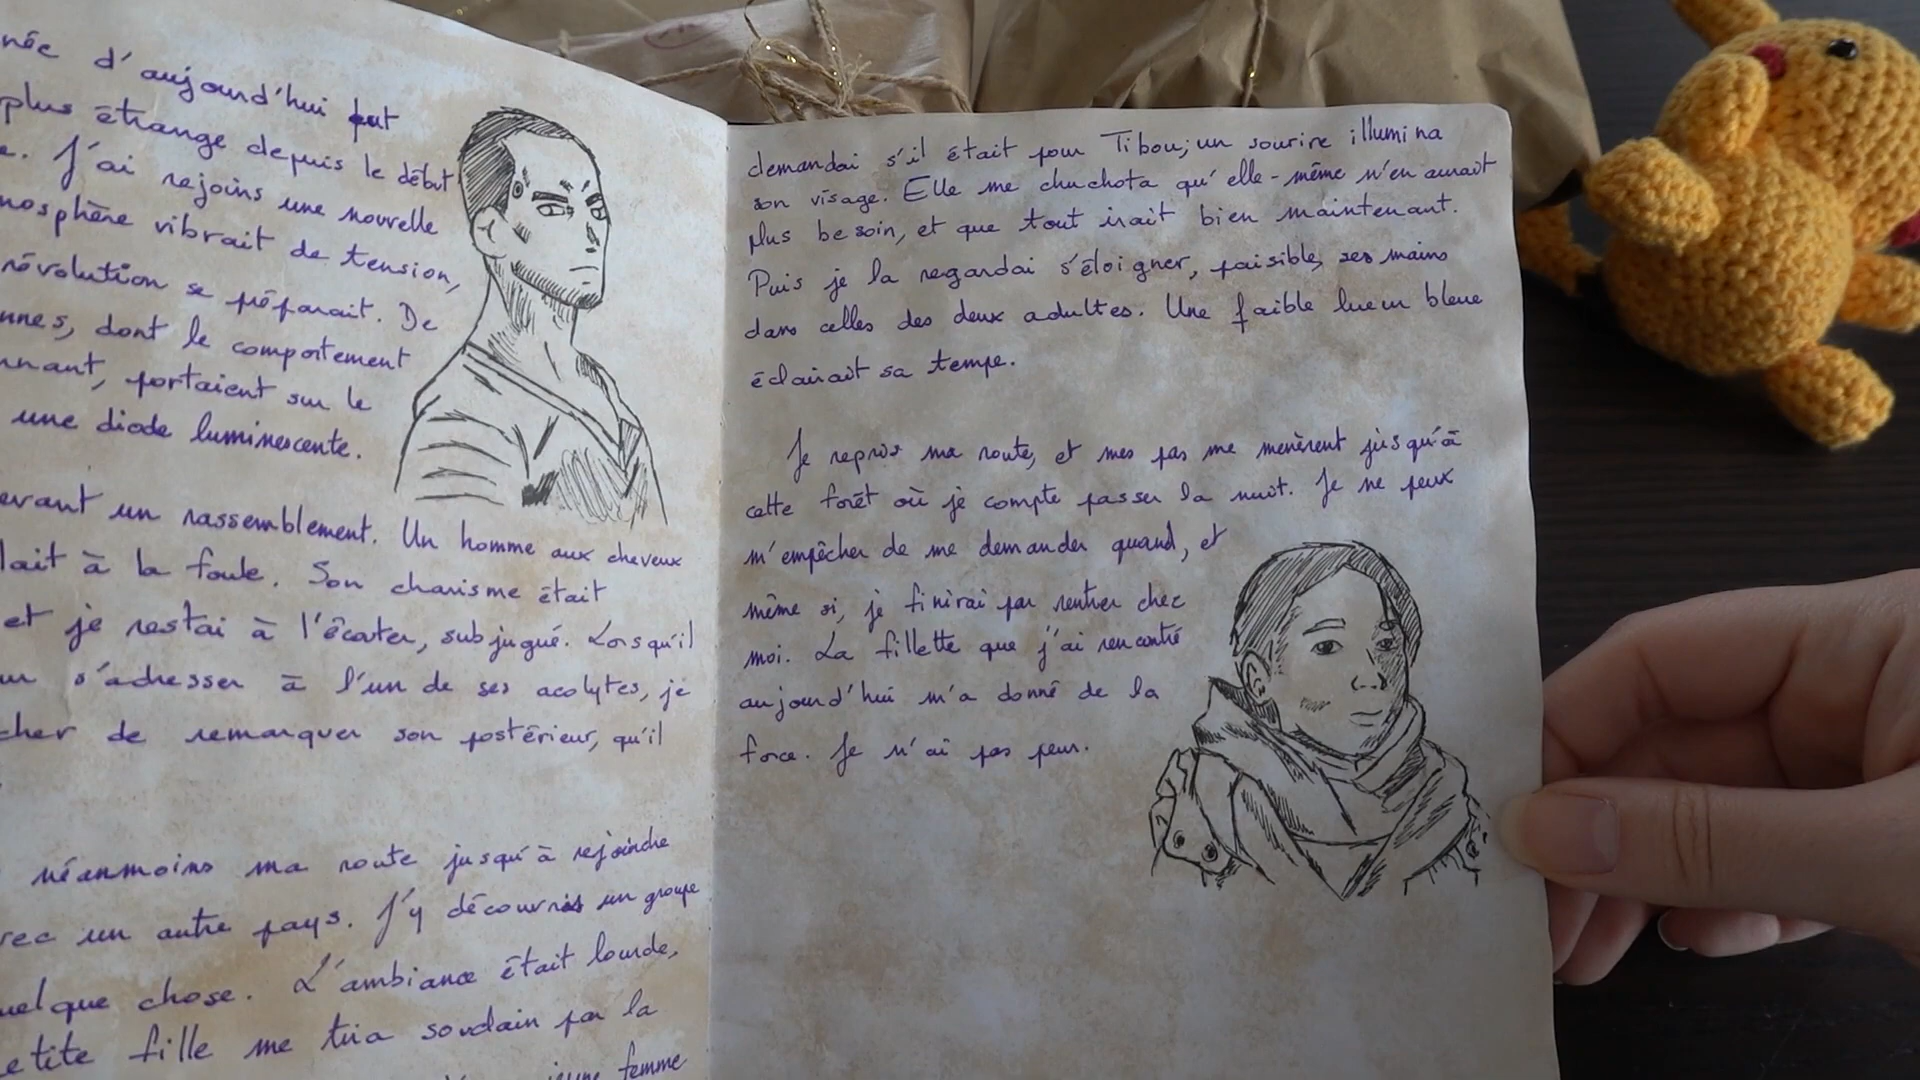 née d'aujourd'hui fut
plus étrange depuis le début
e. J'ai rejoins une nouvelle
mosphère vibrait de tension,
révolution se préparait. De
nnes, dont le comportement
nnant, portaient sur le
une diode luminescente.
evant un rassemblement. Un homme aux cheveux
lait à la foule. Son charisme était
et je restai à l'écouter, subjugué. Lorsqu'il
ur s'adresser à l'un de ses acolytes, je
cher de remarquer son postérieur, qu'il
néanmoins ma route jusqu'à rejoindre
vec un autre pays. J'y découvris un groupe
uelque chose. L'ambiance était lourde,
etite fille me tira soudain par la
jeune femme
demandai s'il était pour Tibou; un sourire illumina
son visage. Elle me chuchota qu'elle-même n'en aurait
plus besoin, et que tout irait bien maintenant.
Puis je la regardai s'éloigner, paisible, ses mains
dans celles des deux adultes. Une faible lueur bleue
éclairait sa tempe.
Je repris ma route, et mes pas me menèrent jusqu'à
cette forêt où je compte passer la nuit. Je ne peux
m'empêcher de me demander quand, et
même si, je finirai par rentrer chez
moi. La fillette que j'ai rencontré
aujourd'hui m'a donné de la
force. Je n'ai pas peur.